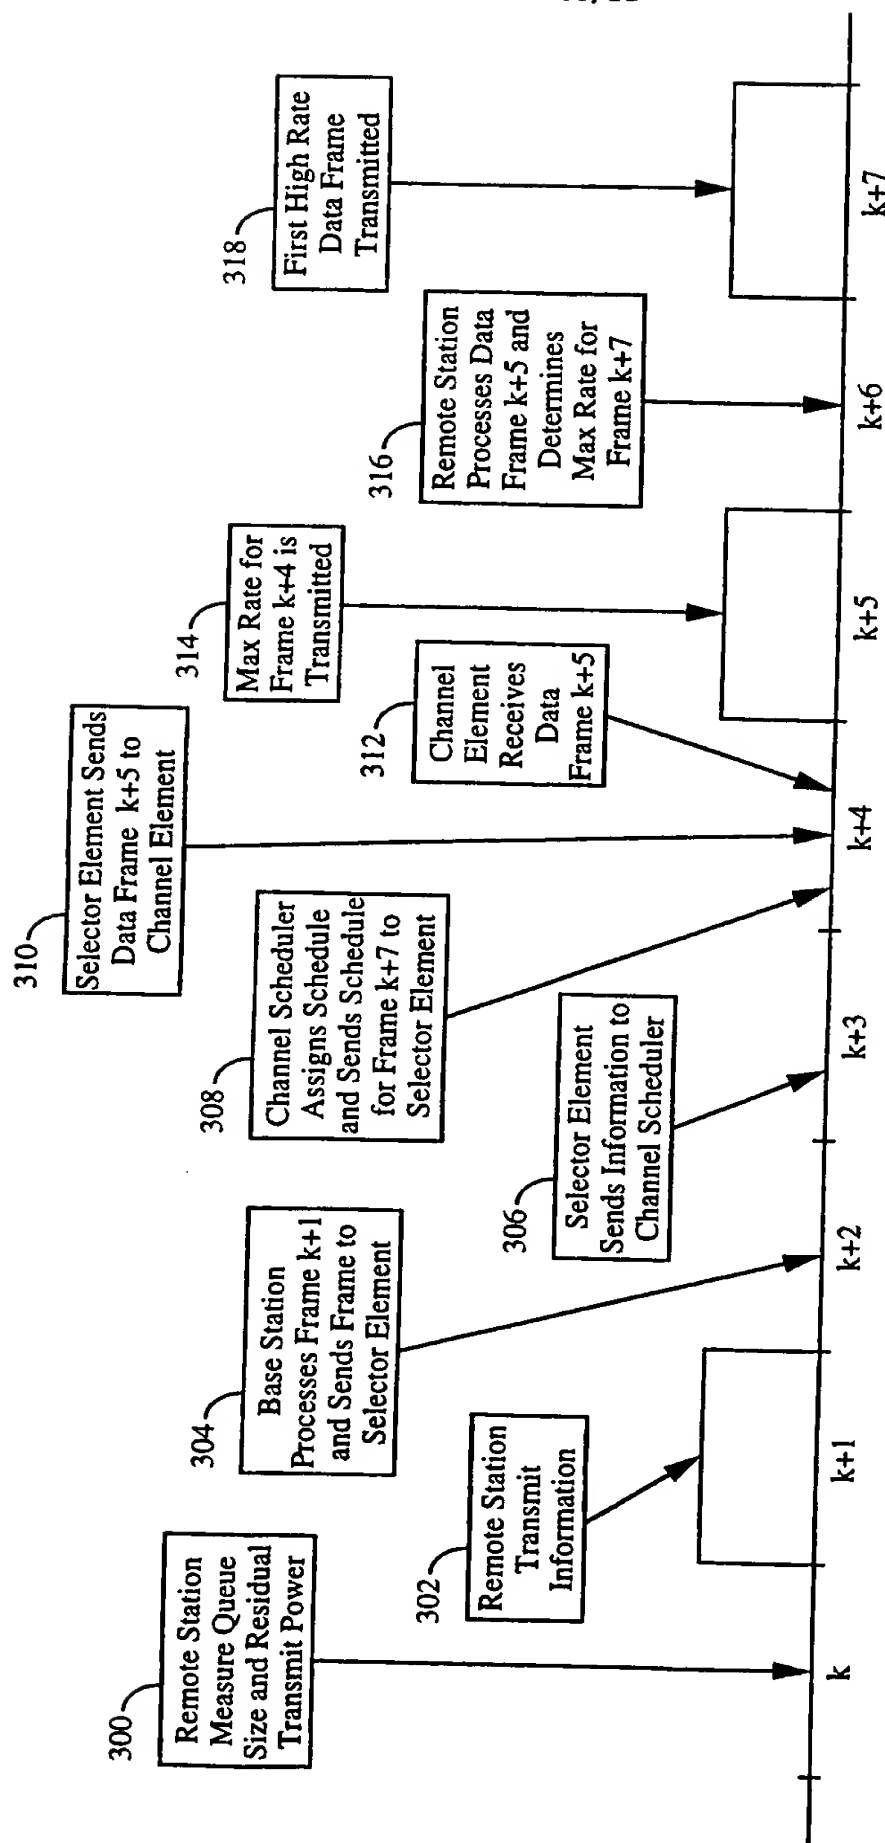 300
Remote Station
Measure Queue
Size and Residual
Transmit Power
302
Remote Station
Transmit
Information
304
Base Station
Processes Frame k+1
and Sends Frame to
Selector Element
306
Selector Element
Sends Information to
Channel Scheduler
308
Channel Scheduler
Assigns Schedule
and Sends Schedule
for Frame k+7 to
Selector Element
310
Selector Element Sends
Data Frame k+5 to
Channel Element
312
Channel
Element
Receives
Data
Frame k+5
314
Max Rate for
Frame k+4 is
Transmitted
316
Remote Station
Processes Data
Frame k+5 and
Determines
Max Rate for
Frame k+7
318
First High Rate
Data Frame
Transmitted
k
k+1
k+2
k+3
k+4
k+5
k+6
k+7